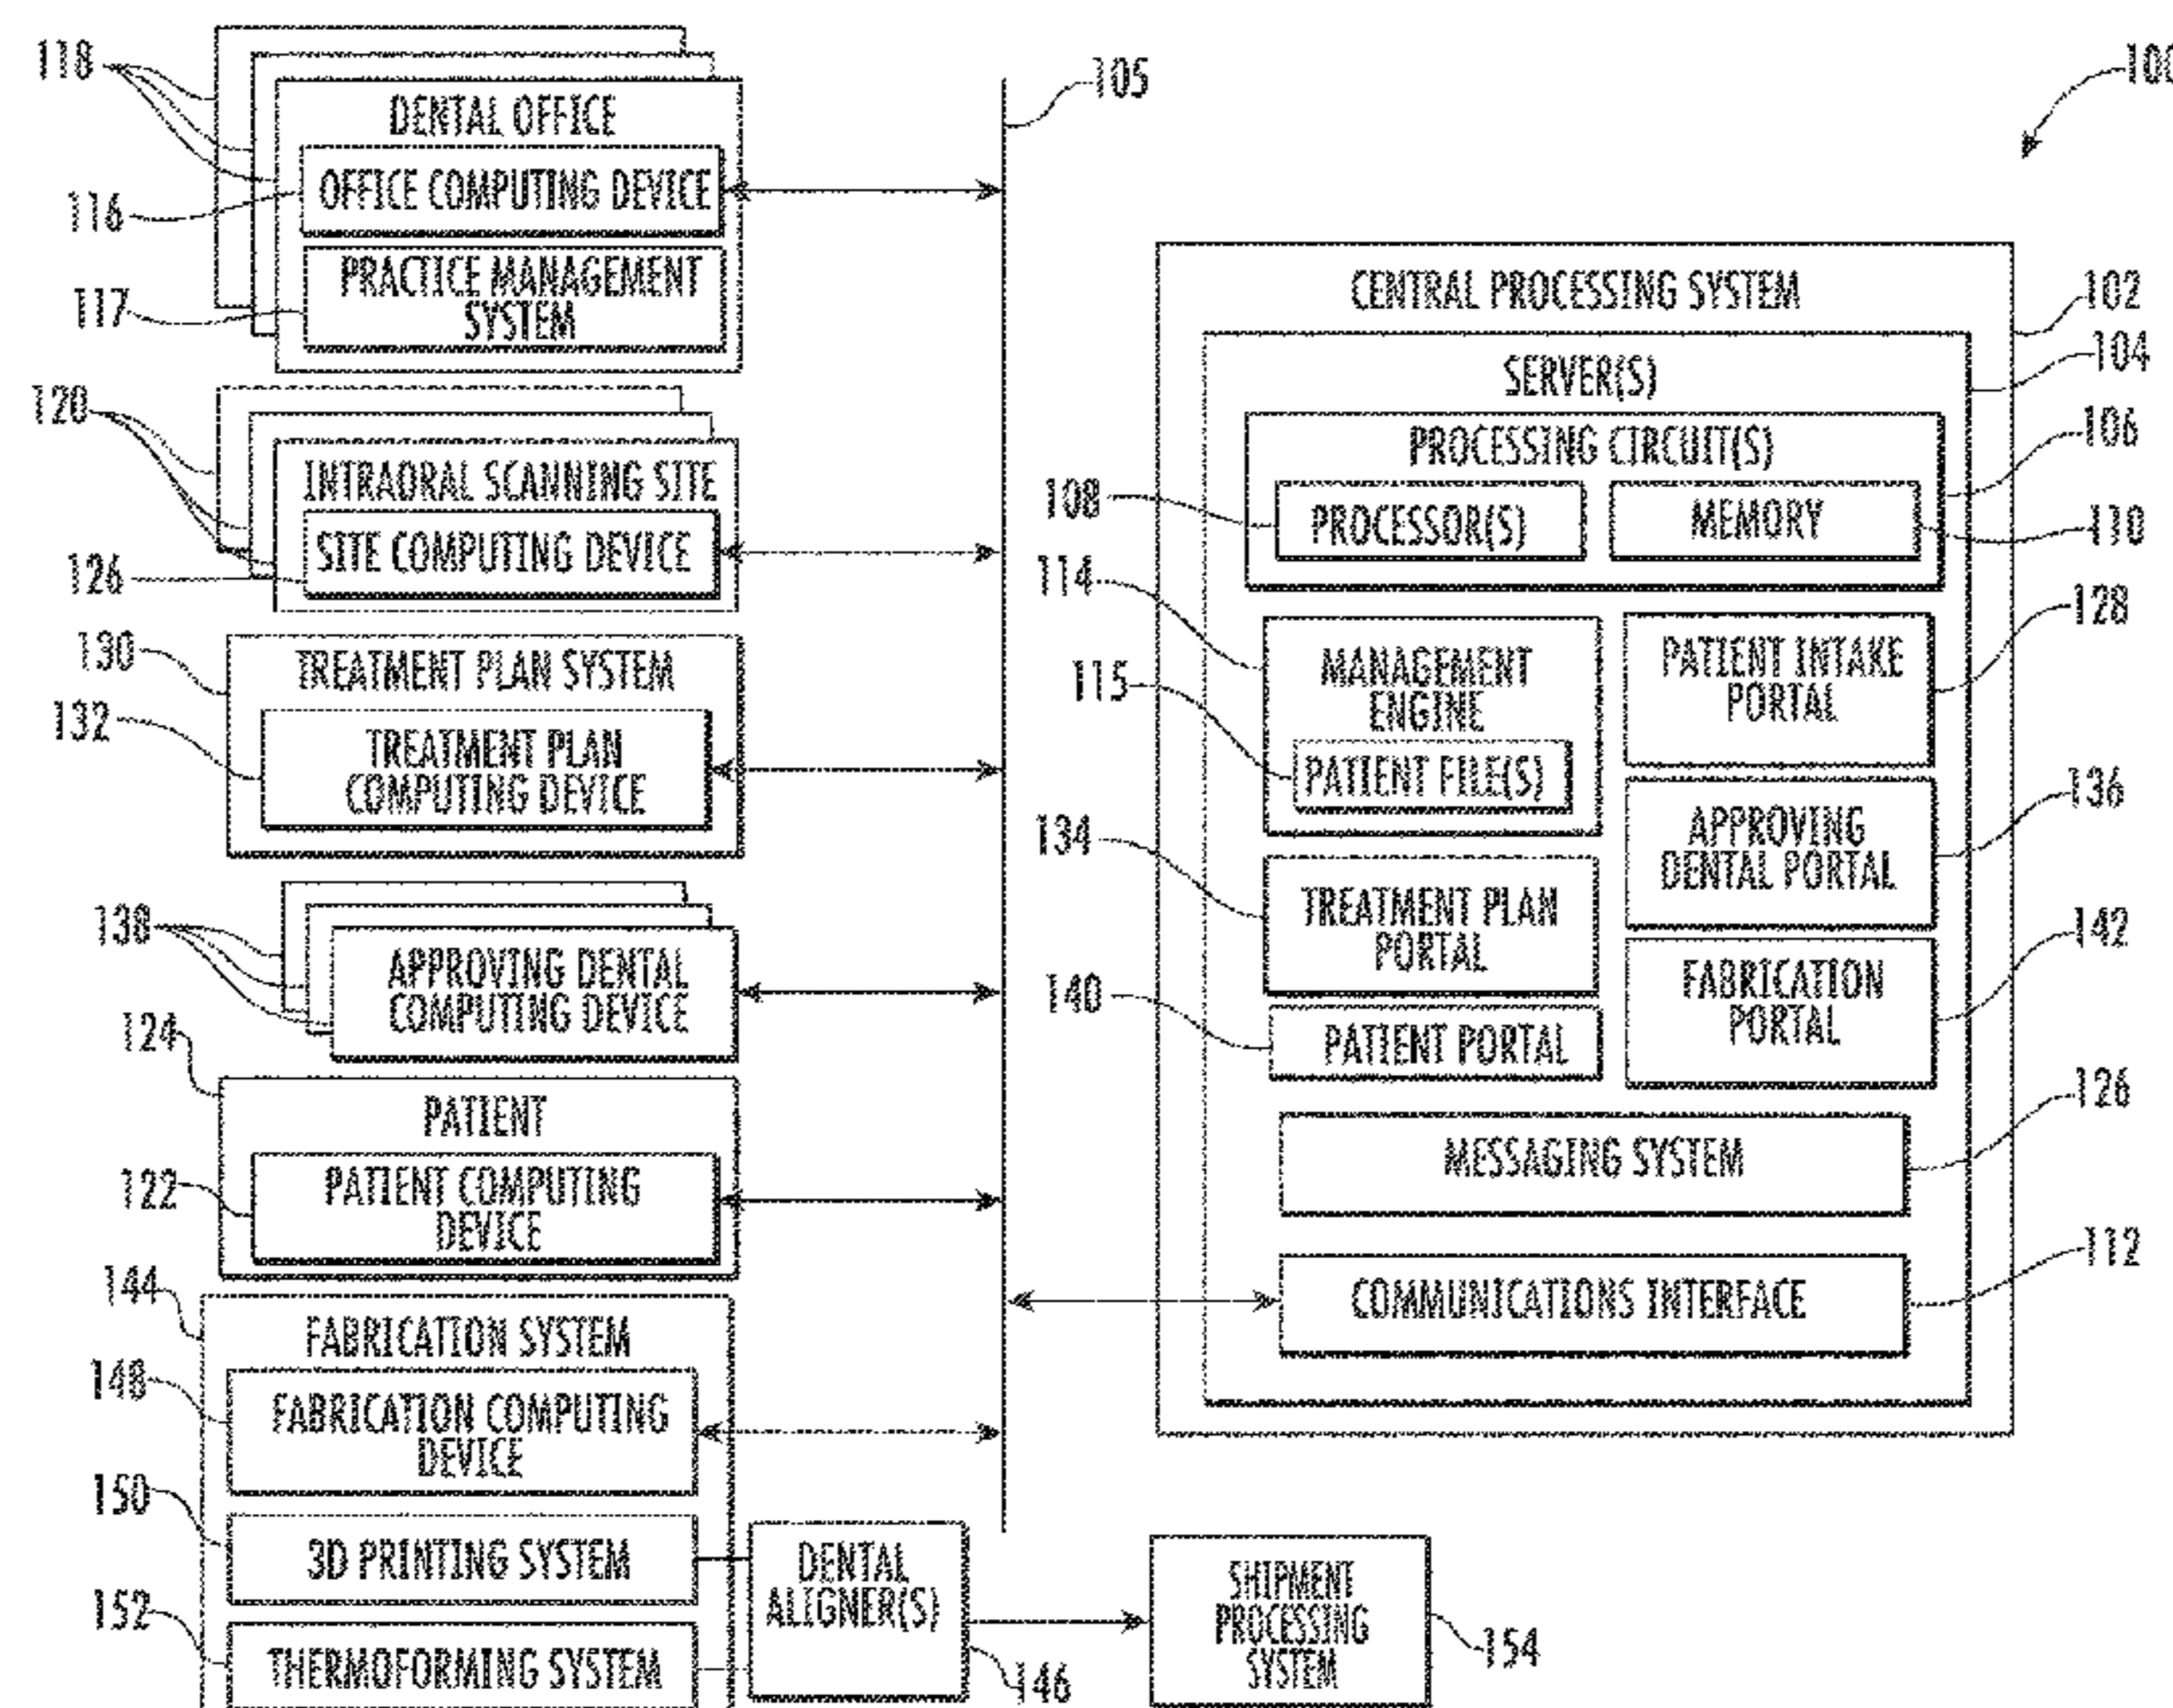 118
DENTAL OFFICE
116
OFFICE COMPUTING DEVICE
117
PRACTICE MANAGEMENT
SYSTEM
120
INTRAORAL SCANNING SITE
126
SITE COMPUTING DEVICE
130
TREATMENT PLAN SYSTEM
132
TREATMENT PLAN
COMPUTING DEVICE
138
APPROVING DENTAL
COMPUTING DEVICE
124
PATIENT
122
PATIENT COMPUTING
DEVICE
144
FABRICATION SYSTEM
148
FABRICATION COMPUTING
DEVICE
150
3D PRINTING SYSTEM
152
THERMOFORMING SYSTEM
DENTAL
ALIGNER(S)
146
SHIPMENT
PROCESSING
SYSTEM
154
105
100
CENTRAL PROCESSING SYSTEM
102
SERVER(S)
104
PROCESSING CIRCUIT(S)
106
108
PROCESSOR(S)
MEMORY
110
114
MANAGEMENT
ENGINE
115
PATIENT FILE(S)
PATIENT INTAKE
PORTAL
128
APPROVING
DENTAL PORTAL
136
134
TREATMENT PLAN
PORTAL
FABRICATION
PORTAL
142
140
PATIENT PORTAL
MESSAGING SYSTEM
126
COMMUNICATIONS INTERFACE
112